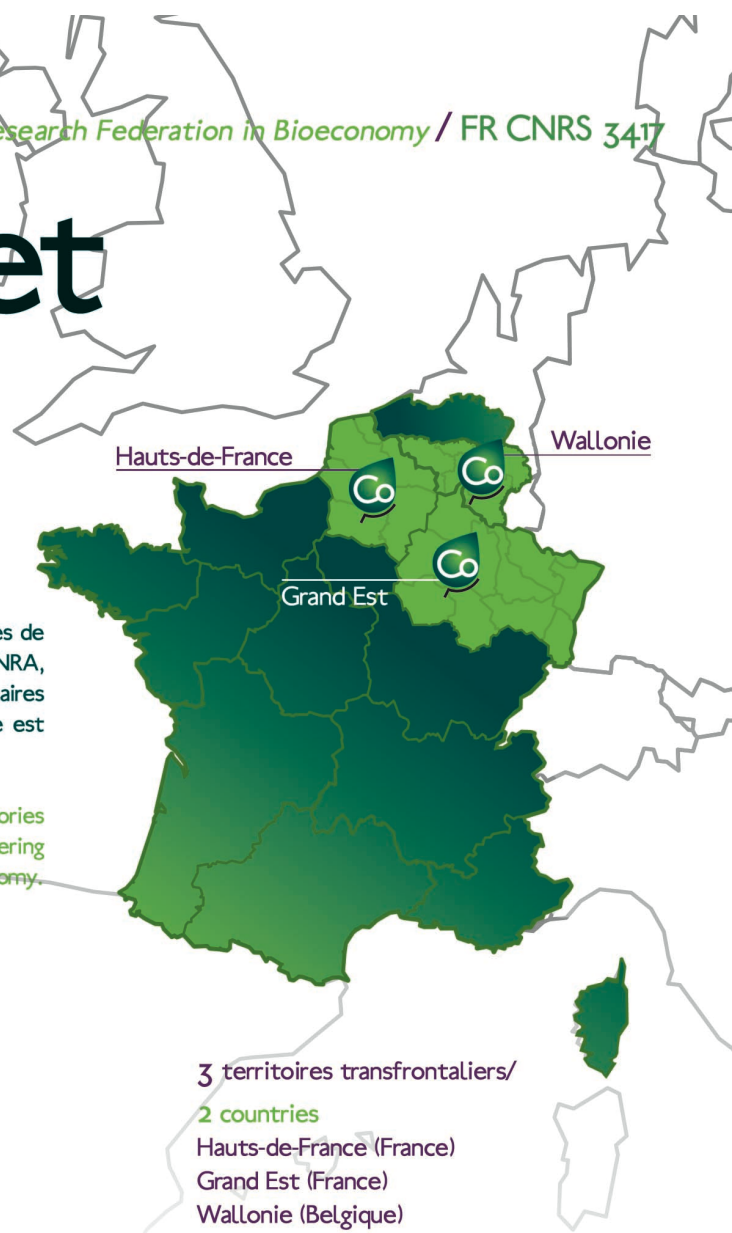 Research Federation in Bioeconomy / FR CNRS 3417
et
Hauts-de-France
Wallonie
Co
Co
Co
Grand Est
es de
NRA,
aires
e est
ories
ering
omy.
3 territoires transfrontaliers/
2 countries
Hauts-de-France (France)
Grand Est (France)
Wallonie (Belgique)